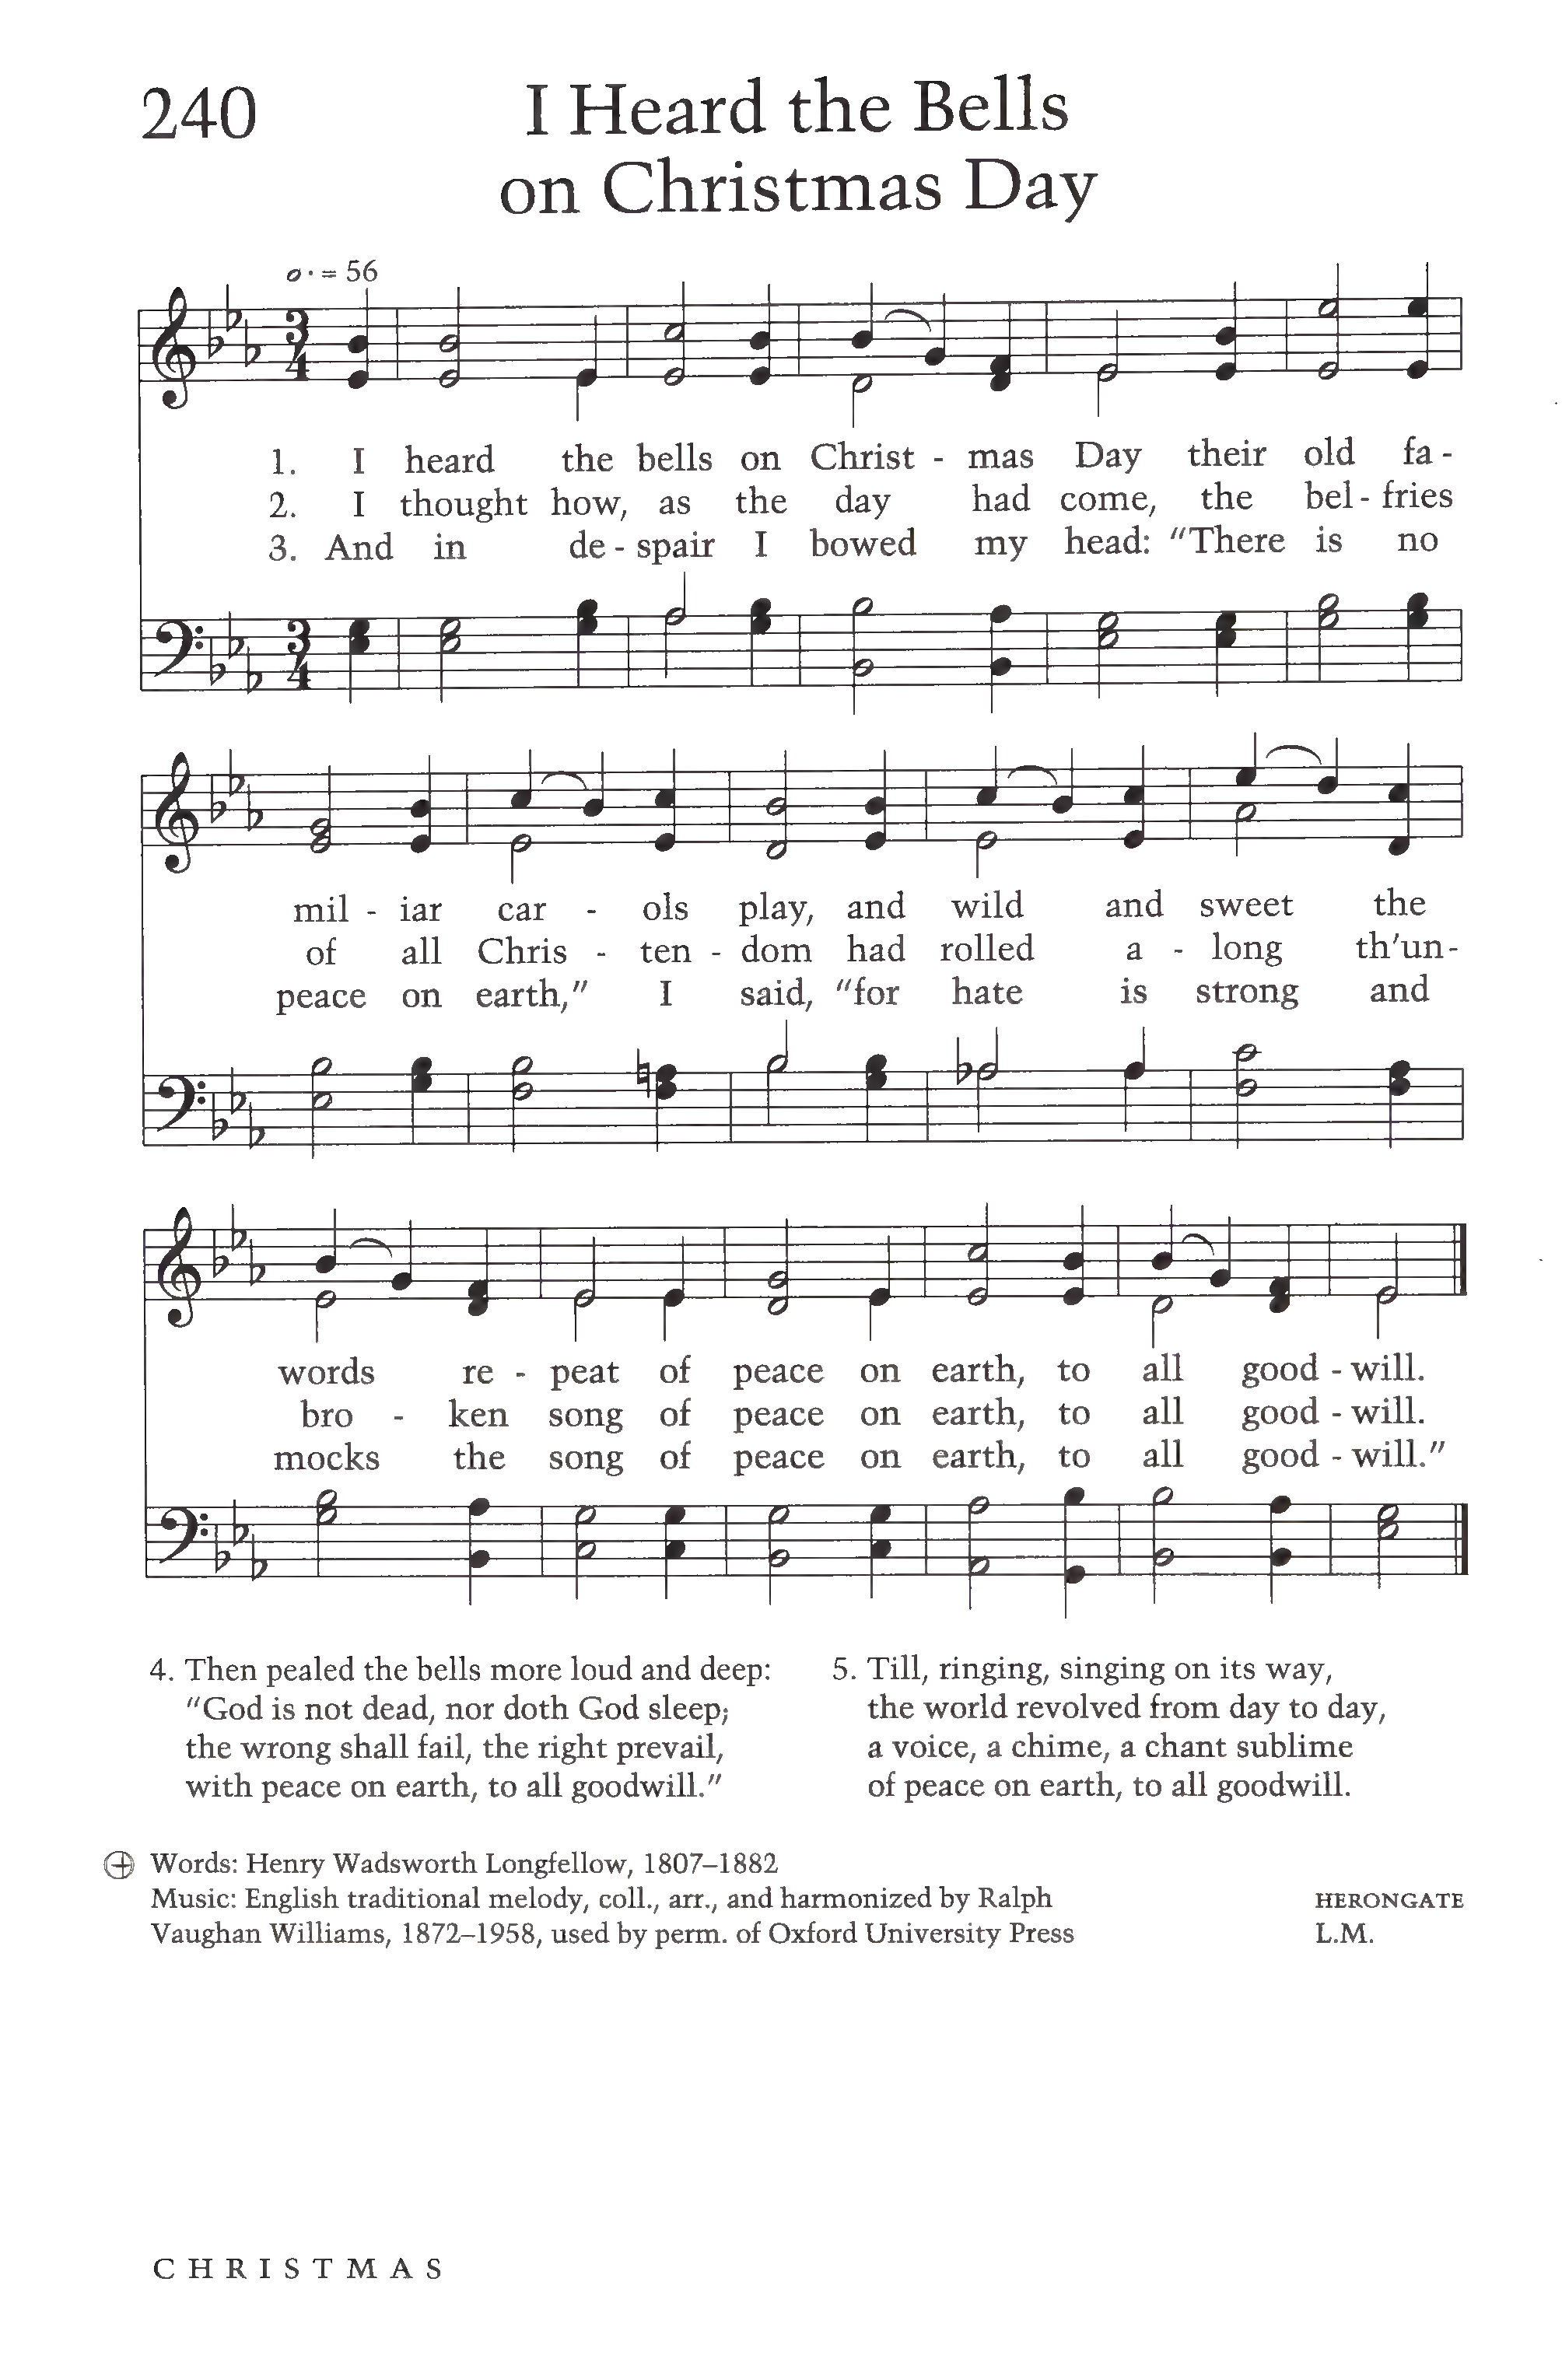 240
I Heard the Bells
on Christmas Day
𝅗𝅥. = 56
1. I heard the bells on Christ - mas Day their old fa -
2. I thought how, as the day had come, the bel - fries
3. And in de - spair I bowed my head: "There is no
mil - iar car - ols play, and wild and sweet the
of all Chris - ten - dom had rolled a - long th'un -
peace on earth," I said, "for hate is strong and
words re - peat of peace on earth, to all good - will.
bro - ken song of peace on earth, to all good - will.
mocks the song of peace on earth, to all good - will."
4. Then pealed the bells more loud and deep:
"God is not dead, nor doth God sleep;
the wrong shall fail, the right prevail,
with peace on earth, to all goodwill."
5. Till, ringing, singing on its way,
the world revolved from day to day,
a voice, a chime, a chant sublime
of peace on earth, to all goodwill.
Words: Henry Wadsworth Longfellow, 1807–1882
Music: English traditional melody, coll., arr., and harmonized by Ralph
Vaughan Williams, 1872–1958, used by perm. of Oxford University Press
HERONGATE
L.M.
CHRISTMAS